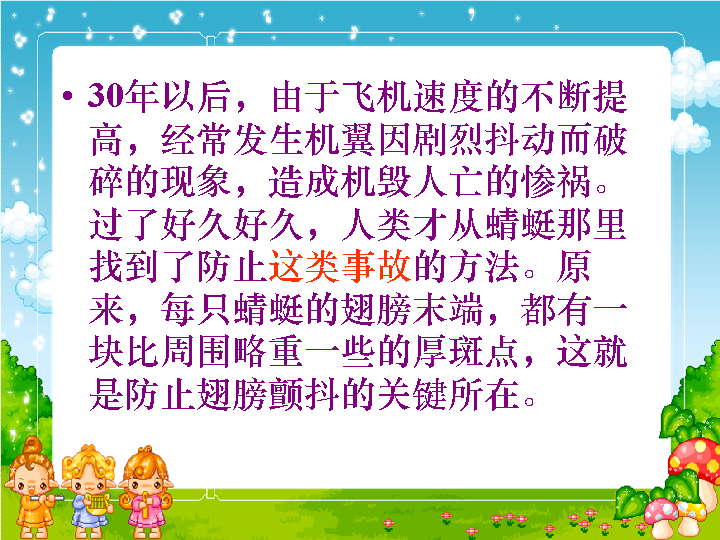 • 30年以后，由于飞机速度的不断提
高，经常发生机翼因剧烈抖动而破
碎的现象，造成机毁人亡的惨祸。
过了好久好久，人类才从蜻蜓那里
找到了防止这类事故的方法。原
来，每只蜻蜓的翅膀末端，都有一
块比周围略重一些的厚斑点，这就
是防止翅膀颤抖的关键所在。